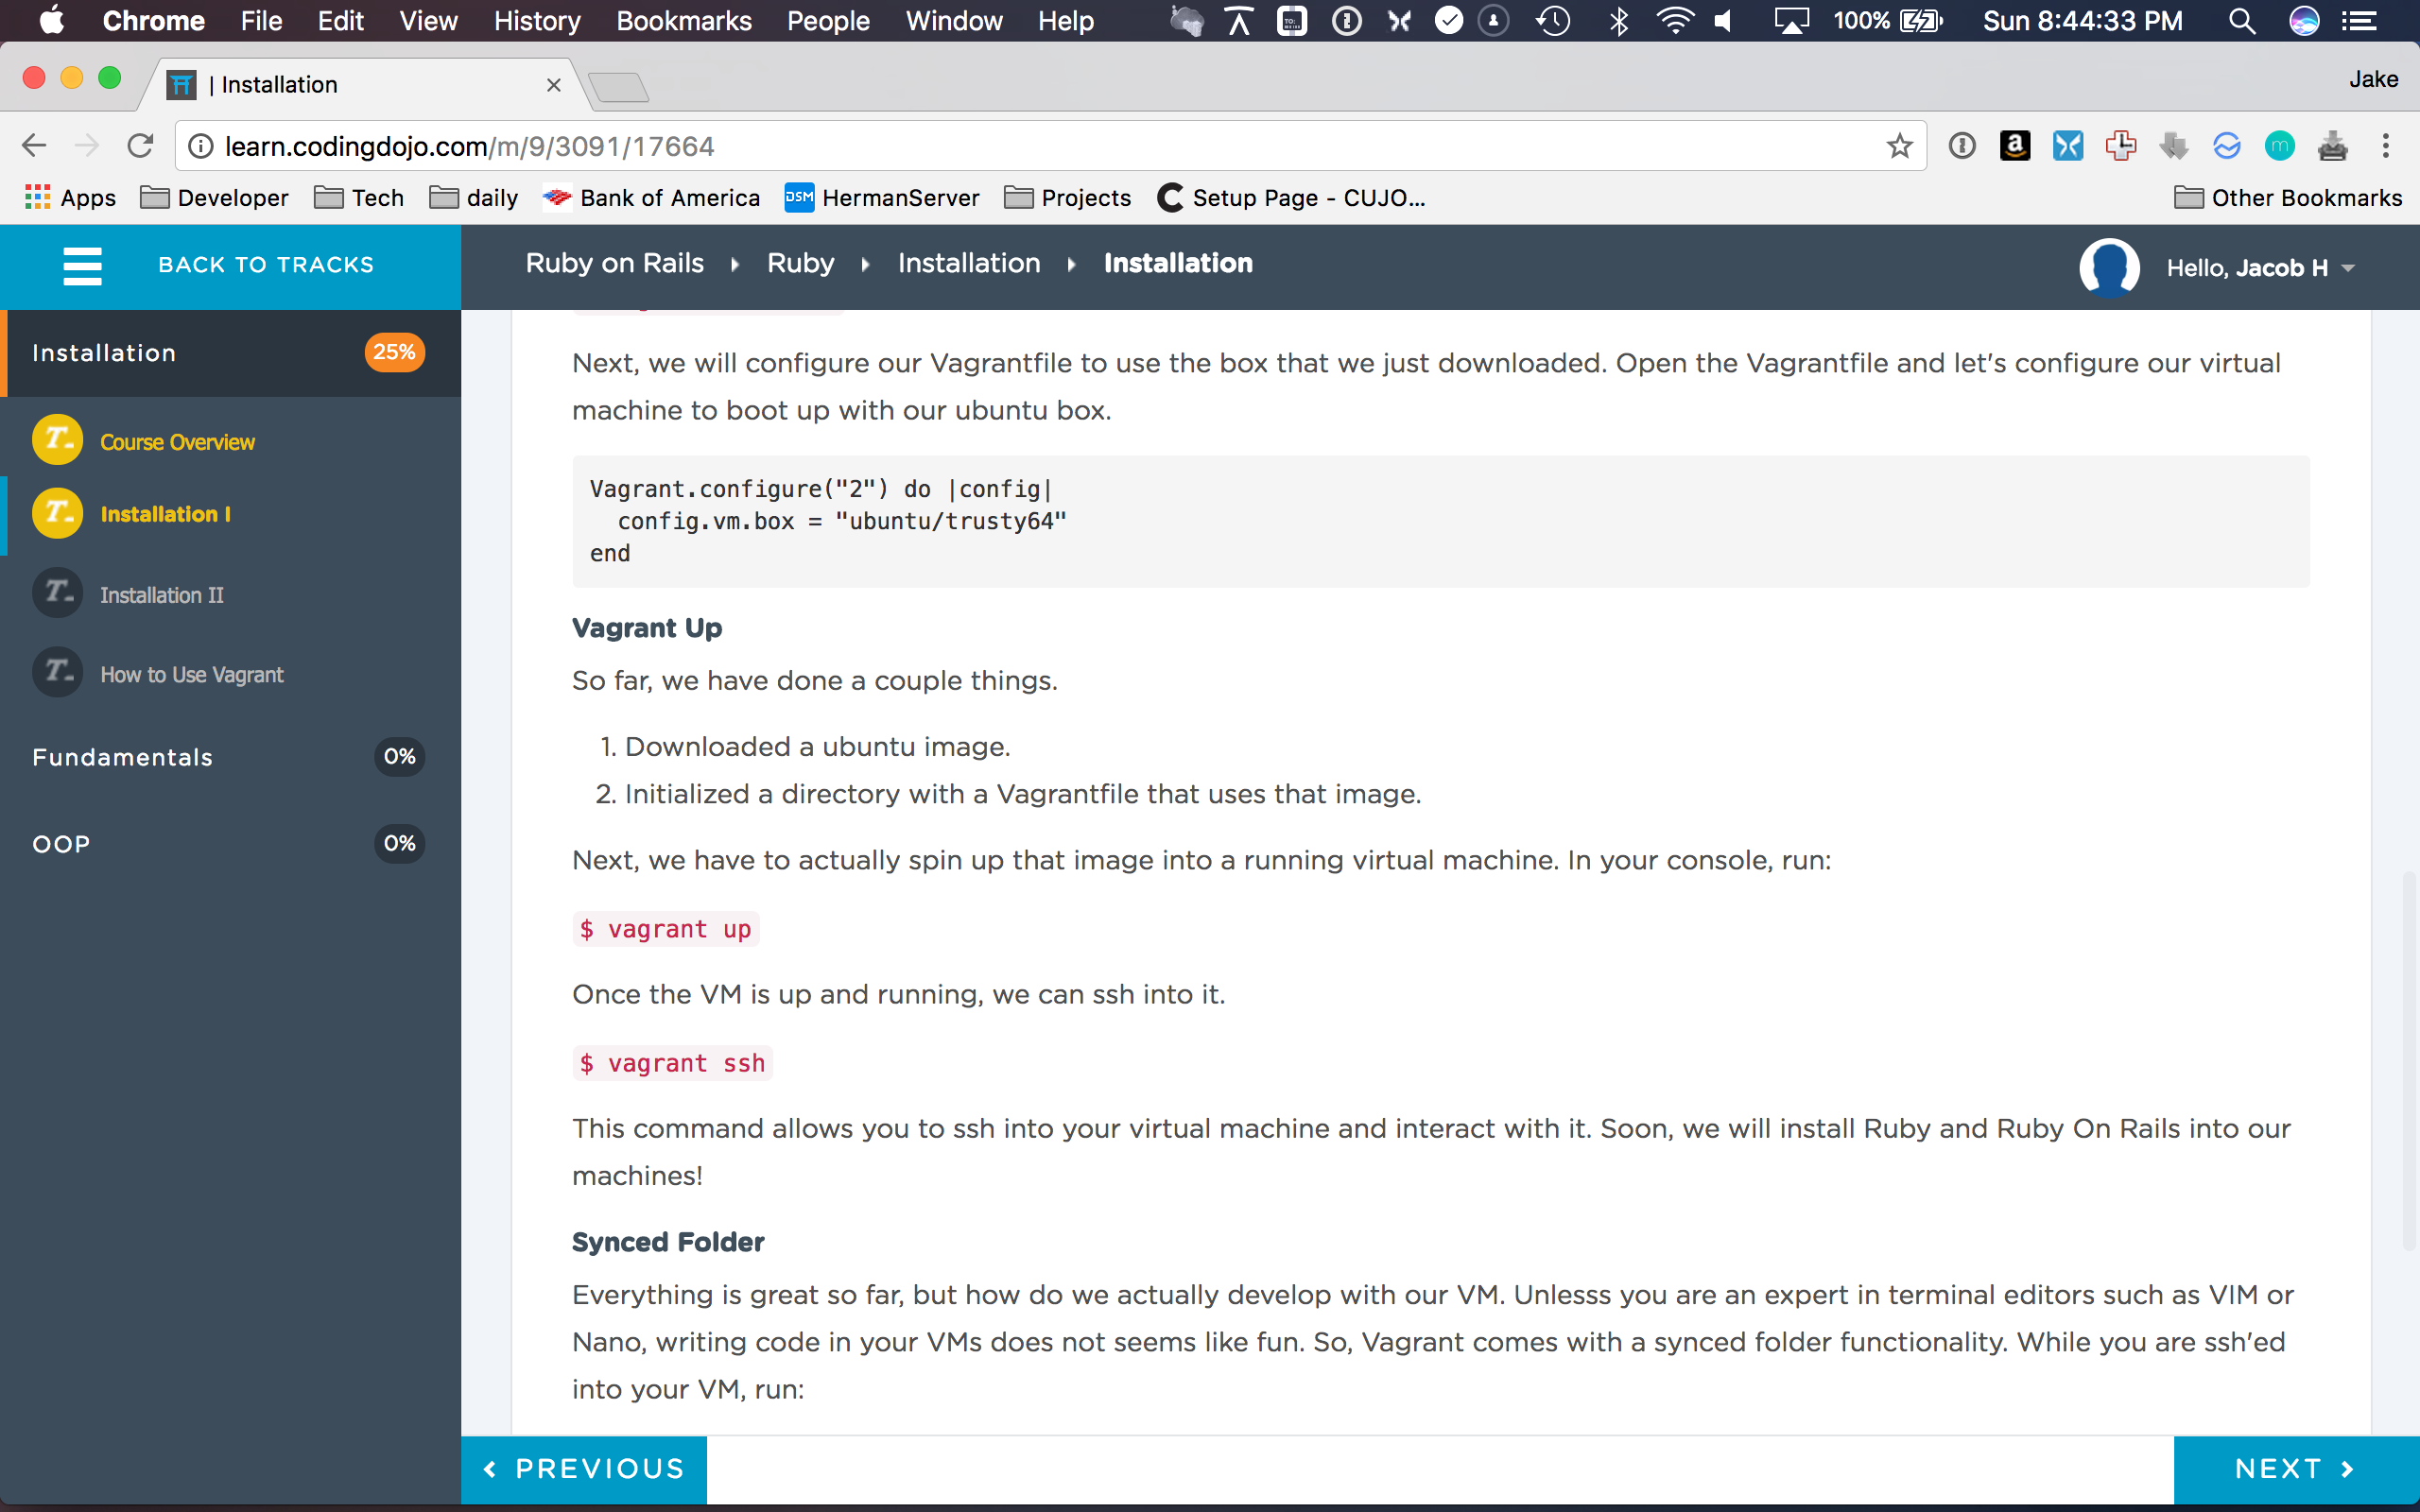 Chrome File Edit View History Bookmarks People Window Help 100% Sun 8:44:33 PM
| Installation
Jake
learn.codingdojo.com/m/9/3091/17664
Apps Developer Tech daily Bank of America DSM HermanServer Projects Setup Page - CUJO... Other Bookmarks
BACK TO TRACKS
Ruby on Rails Ruby Installation Installation
Hello, Jacob H
Installation 25%
Course Overview
Installation I
Installation II
How to Use Vagrant
Fundamentals 0%
OOP 0%
Next, we will configure our Vagrantfile to use the box that we just downloaded. Open the Vagrantfile and let's configure our virtual
machine to boot up with our ubuntu box.
Vagrant.configure("2") do |config|
  config.vm.box = "ubuntu/trusty64"
end
Vagrant Up
So far, we have done a couple things.
1. Downloaded a ubuntu image.
2. Initialized a directory with a Vagrantfile that uses that image.
Next, we have to actually spin up that image into a running virtual machine. In your console, run:
$ vagrant up
Once the VM is up and running, we can ssh into it.
$ vagrant ssh
This command allows you to ssh into your virtual machine and interact with it. Soon, we will install Ruby and Ruby On Rails into our
machines!
Synced Folder
Everything is great so far, but how do we actually develop with our VM. Unlesss you are an expert in terminal editors such as VIM or
Nano, writing code in your VMs does not seems like fun. So, Vagrant comes with a synced folder functionality. While you are ssh'ed
into your VM, run:
PREVIOUS
NEXT